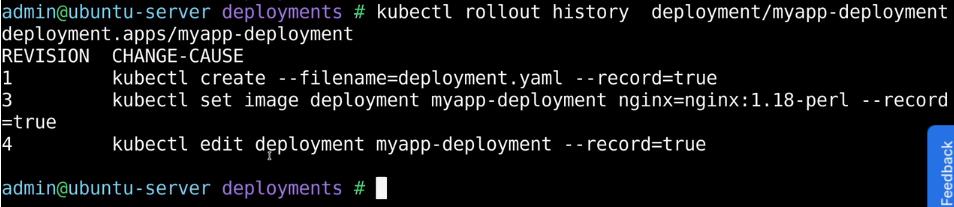 admin@ubuntu-server deployments # kubectl rollout history  deployment/myapp-deployment
deployment.apps/myapp-deployment
REVISION  CHANGE-CAUSE
1         kubectl create --filename=deployment.yaml --record=true
3         kubectl set image deployment myapp-deployment nginx=nginx:1.18-perl --record
=true
4         kubectl edit deployment myapp-deployment --record=true
admin@ubuntu-server deployments #
Feedback